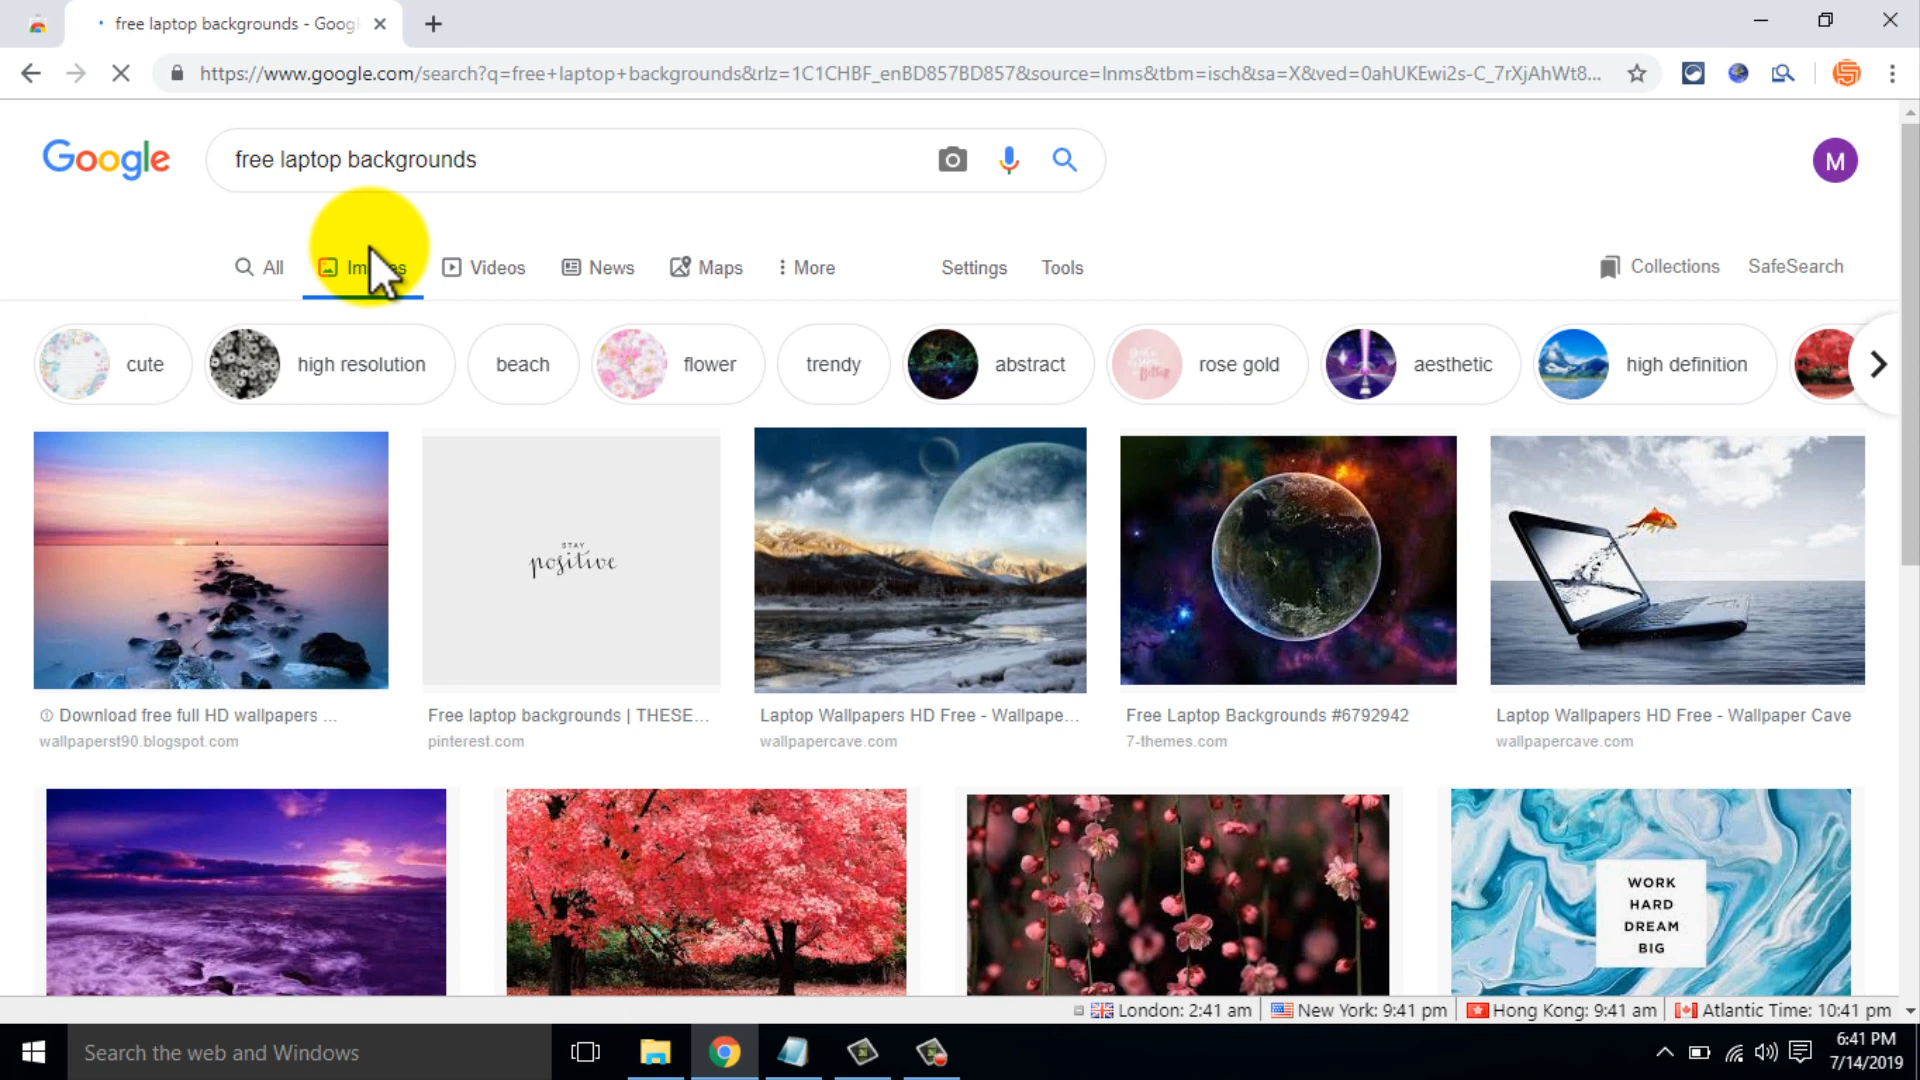 free laptop backgrounds - Goog
https://www.google.com/search?q=free+laptop+backgrounds&rlz=1C1CHBF_enBD857BD857&source=lnms&tbm=isch&sa=X&ved=0ahUKEwi2s-C_7rXjAhWt8...
Google
free laptop backgrounds
M
All
Images
Videos
News
Maps
More
Settings
Tools
Collections
SafeSearch
cute
high resolution
beach
flower
trendy
abstract
rose gold
aesthetic
high definition
STAY
positive
Download free full HD wallpapers ...
Free laptop backgrounds | THESE...
Laptop Wallpapers HD Free - Wallpape...
Free Laptop Backgrounds #6792942
Laptop Wallpapers HD Free - Wallpaper Cave
wallpaperst90.blogspot.com
pinterest.com
wallpapercave.com
7-themes.com
wallpapercave.com
WORK
HARD
DREAM
BIG
London: 2:41 am
New York: 9:41 pm
Hong Kong: 9:41 am
Atlantic Time: 10:41 pm
Search the web and Windows
6:41 PM
7/14/2019